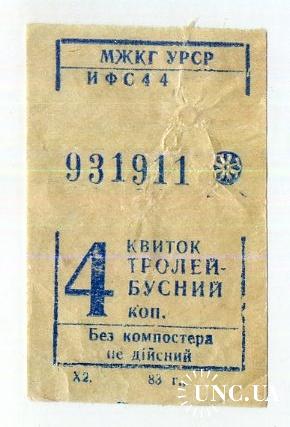 МЖКГ УРСР
ИФС44
931911
4 КВИТОК
ТРОЛЕЙ-
БУСНИЙ
КОП.
Без компостера
не дійсний
Х2. 83 г.
UNC.UA